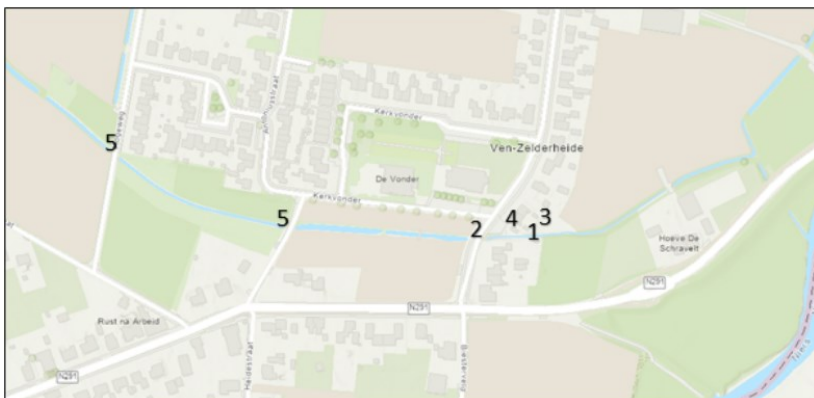 5
Kerkvonder
Ven-Zelderheide
De Vonder
Kerkvonder
5
2
4
3
1
Hoeve De
Schravelt
N291
N291
Rust na Arbeid
Heidestraat
N291